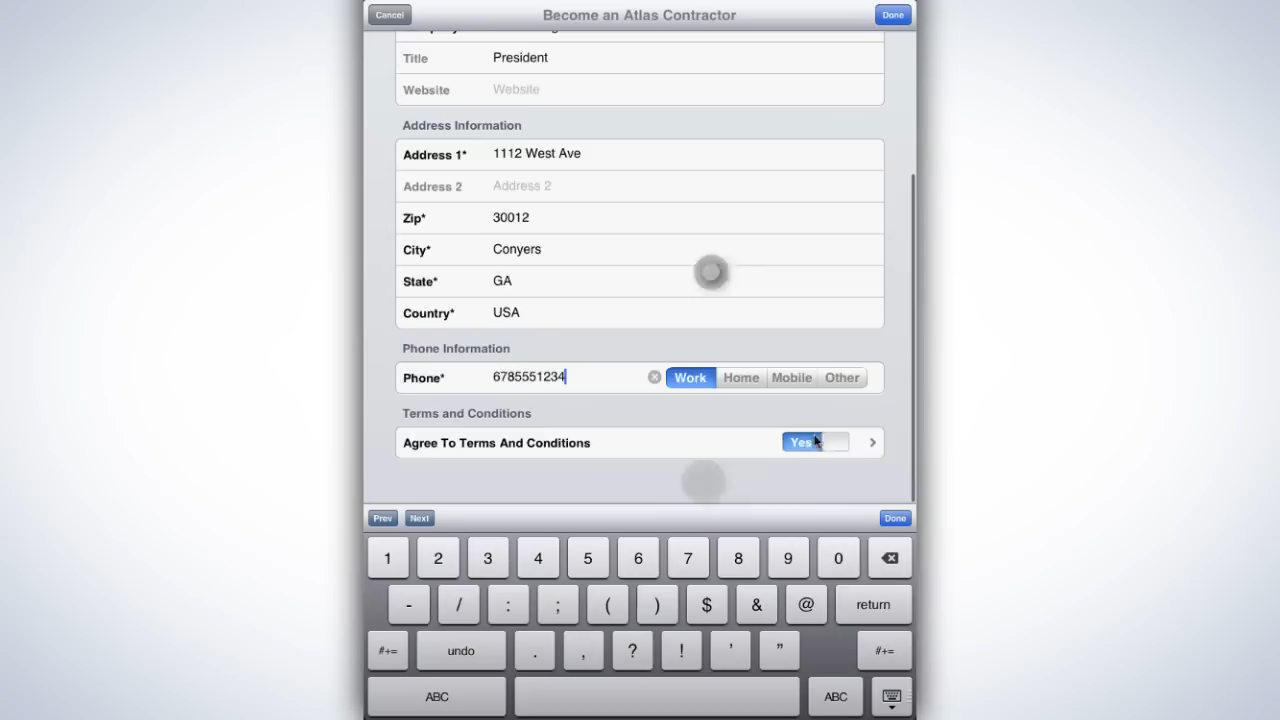 Cancel Become an Atlas Contractor Done
Title President
Website Website
Address Information
Address 1* 1112 West Ave
Address 2 Address 2
Zip* 30012
City* Conyers
State* GA
Country* USA
Phone Information
Phone* 6785551234 Work Home Mobile Other
Terms and Conditions
Agree To Terms And Conditions Yes
Prev Next Done
1 2 3 4 5 6 7 8 9 0
- / : ; ( ) $ & @ return
#+= undo . , ? ! ' " #+=
ABC ABC